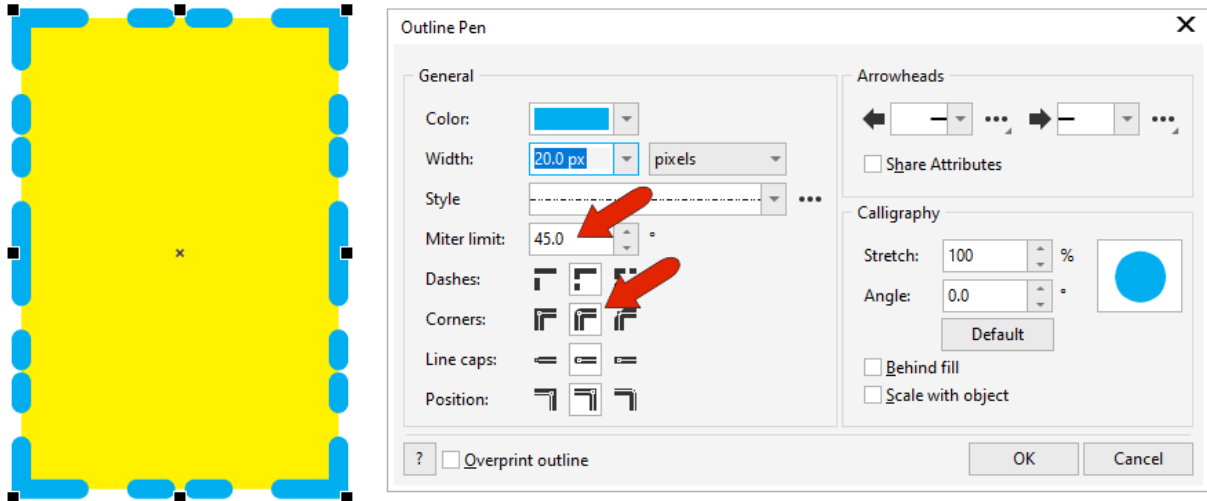 Outline Pen
General
Color:
Width: 20.0 px pixels
Style
Miter limit: 45.0 °
Dashes:
Corners:
Line caps:
Position:
Arrowheads
Share Attributes
Calligraphy
Stretch: 100 %
Angle: 0.0 °
Default
Behind fill
Scale with object
? Overprint outline
OK Cancel